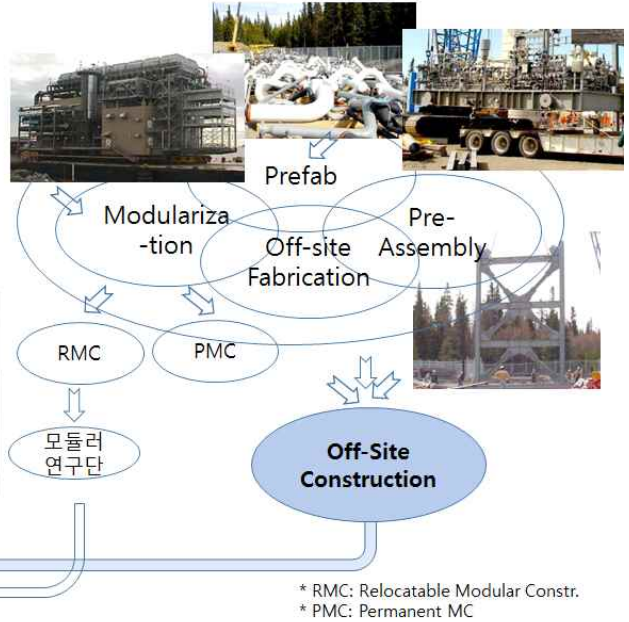 Prefab
Modulariza
-tion
Pre-
Assembly
Off-site
Fabrication
RMC
PMC
모듈러
연구단
Off-Site
Construction
* RMC: Relocatable Modular Constr.
* PMC: Permanent MC